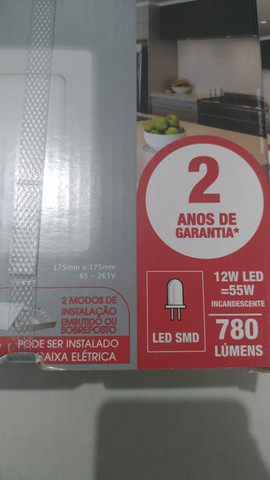 2
ANOS DE
GARANTIA*
175mm x 175mm
85 - 265V
2 MODOS DE
INSTALAÇÃO
EMBUTIDO OU
SOBREPOSTO
PODE SER INSTALADO
CAIXA ELÉTRICA
LED SMD
12W LED
=55W
INCANDESCENTE
780
LÚMENS